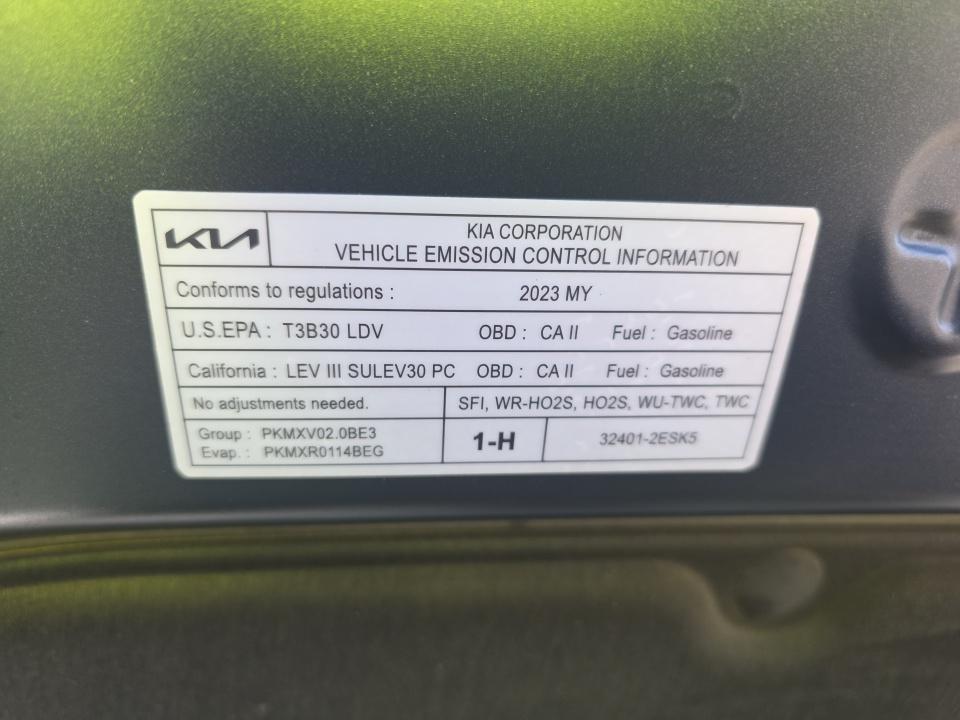 KIA
KIA CORPORATION
VEHICLE EMISSION CONTROL INFORMATION
Conforms to regulations : 2023 MY
U.S.EPA : T3B30 LDV OBD : CA II Fuel : Gasoline
California : LEV III SULEV30 PC OBD : CA II Fuel : Gasoline
No adjustments needed. SFI, WR-HO2S, HO2S, WU-TWC, TWC
Group : PKMXV02.0BE3
Evap. : PKMXR0114BEG
1-H
32401-2ESK5